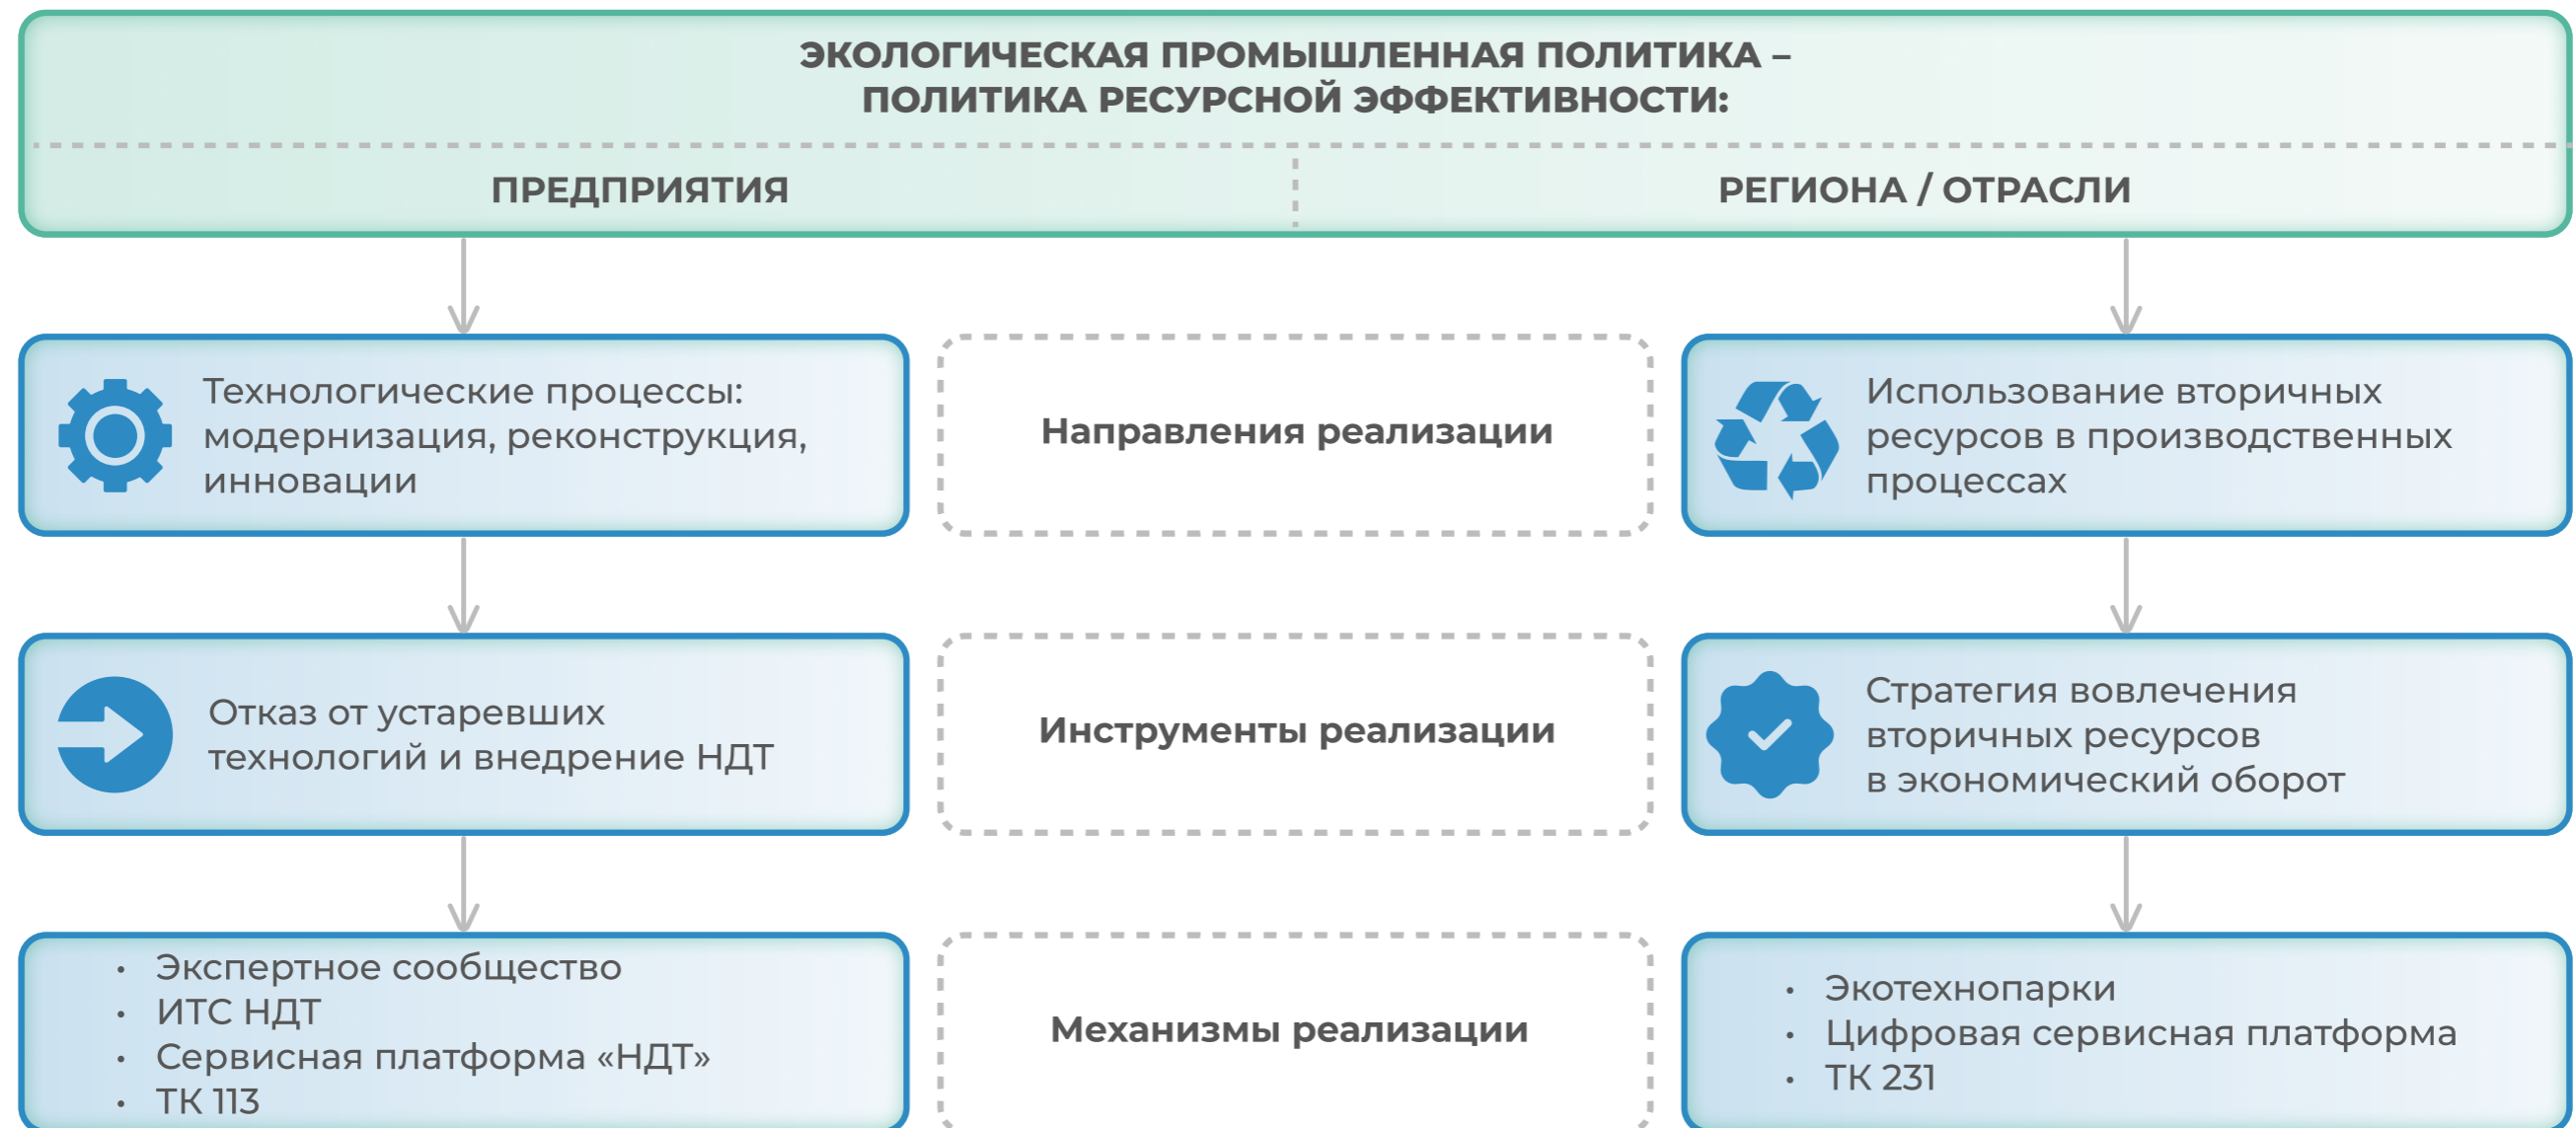 ЭКОЛОГИЧЕСКАЯ ПРОМЫШЛЕННАЯ ПОЛИТИКА –
ПОЛИТИКА РЕСУРСНОЙ ЭФФЕКТИВНОСТИ:
ПРЕДПРИЯТИЯ
РЕГИОНА / ОТРАСЛИ
Технологические процессы:
модернизация, реконструкция,
инновации
Направления реализации
Использование вторичных
ресурсов в производственных
процессах
Отказ от устаревших
технологий и внедрение НДТ
Инструменты реализации
Стратегия вовлечения
вторичных ресурсов
в экономический оборот
• Экспертное сообщество
• ИТС НДТ
• Сервисная платформа «НДТ»
• ТК 113
Механизмы реализации
• Экотехнопарки
• Цифровая сервисная платформа
• ТК 231